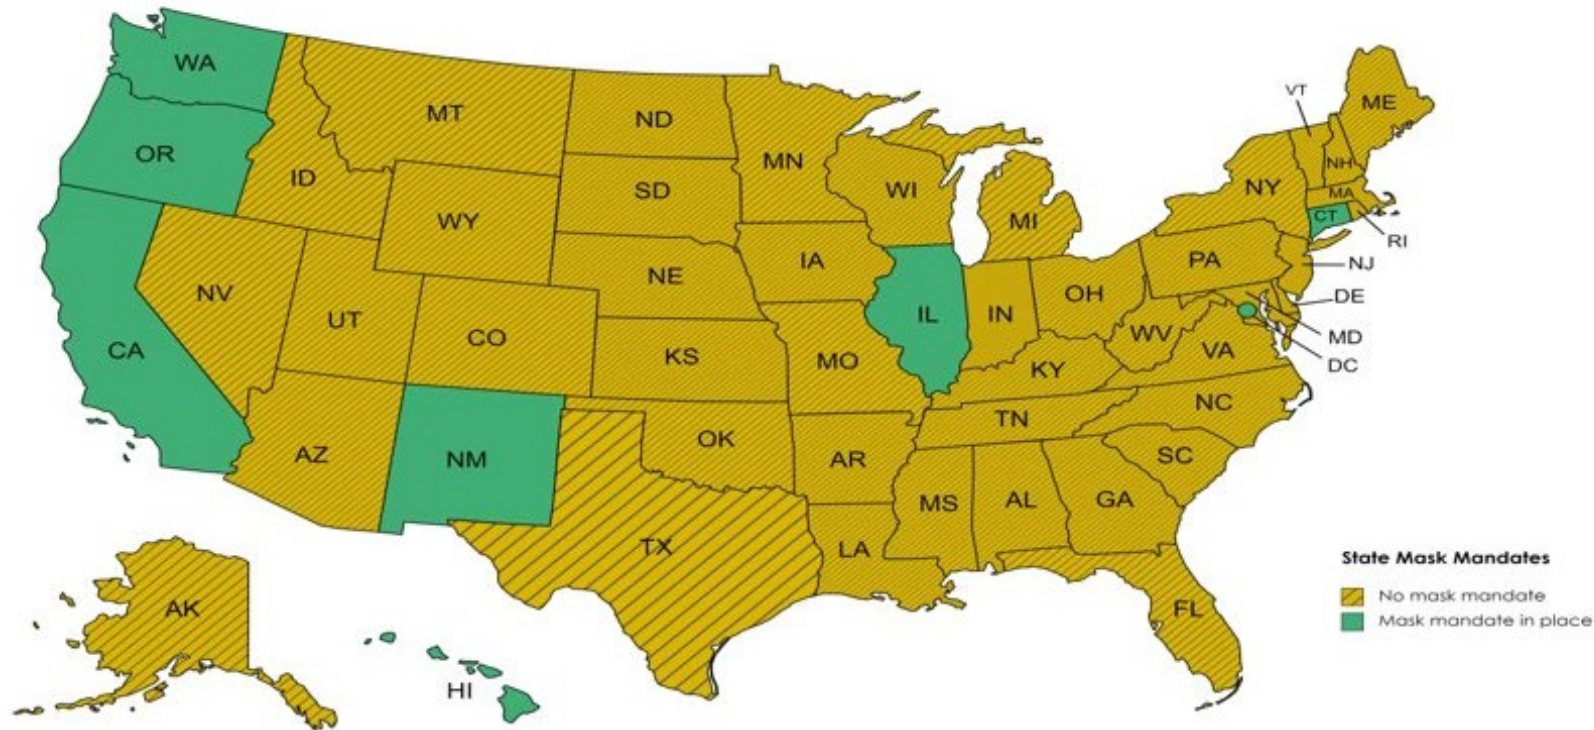 WA
MT
ND
MN
VT
ME
OR
ID
SD
WI
NH
NY
MA
WY
MI
CT
RI
NE
IA
PA
NJ
NV
UT
CO
IL
IN
OH
DE
MD
DC
CA
KS
MO
WV
VA
KY
NC
TN
OK
AZ
NM
AR
SC
MS
AL
GA
TX
LA
AK
FL
HI
State Mask Mandates
No mask mandate
Mask mandate in place